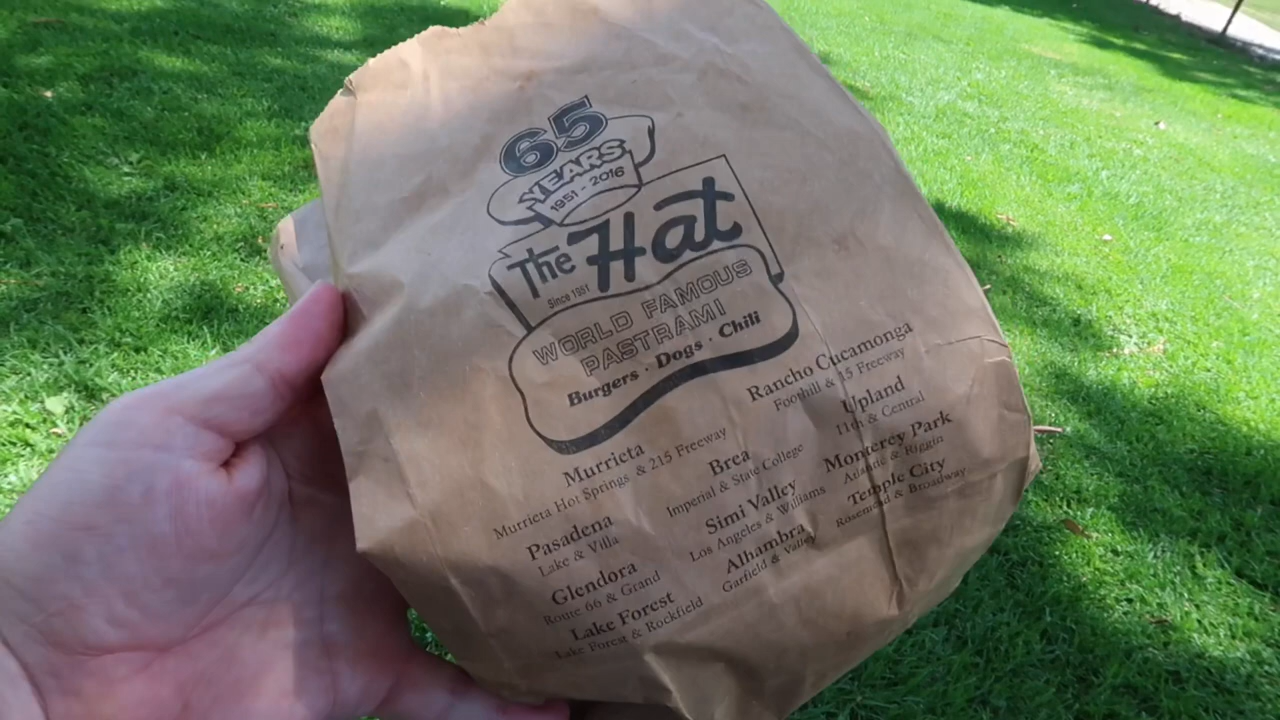 65
YEARS
1951 - 2016
The Hat
Since 1951
WORLD FAMOUS
PASTRAMI
Burgers · Dogs · Chili
Rancho Cucamonga
Foothill & 15 Freeway
Murrieta
Murrieta Hot Springs & 215 Freeway
Brea
Imperial & State College
Upland
11th & Central
Pasadena
Lake & Villa
Simi Valley
Los Angeles & Williams
Monterey Park
Atlantic & Riggin
Glendora
Route 66 & Grand
Alhambra
Garfield & Valley
Temple City
Rosemead & Broadway
Lake Forest
Lake Forest & Rockfield